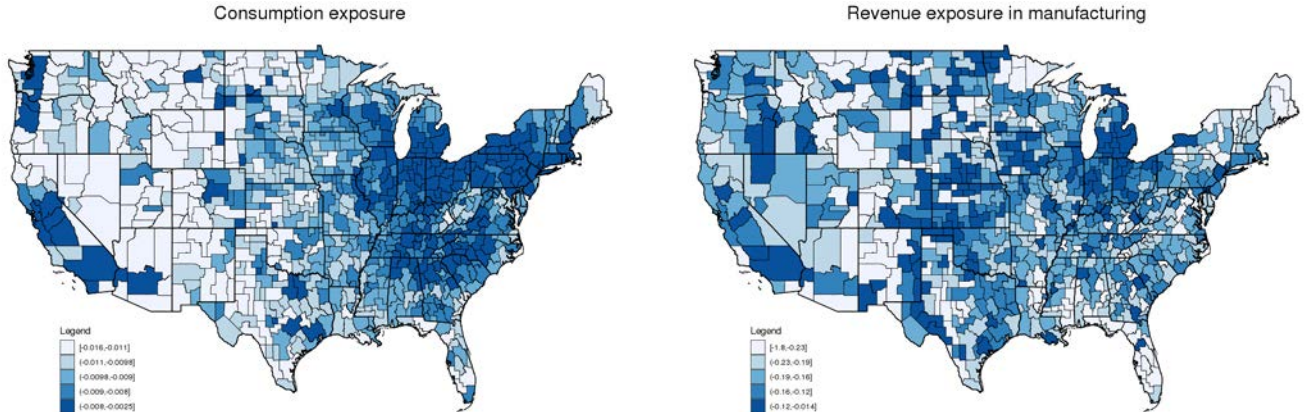 Consumption exposure
Revenue exposure in manufacturing
Legend
[-0.016,-0.011]
(-0.011,-0.0098]
(-0.0098,-0.009]
(-0.009,-0.008]
(-0.008,-0.0025]
Legend
[-1.8,-0.23]
(-0.23,-0.19]
(-0.19,-0.16]
(-0.16,-0.12]
(-0.12,-0.014]